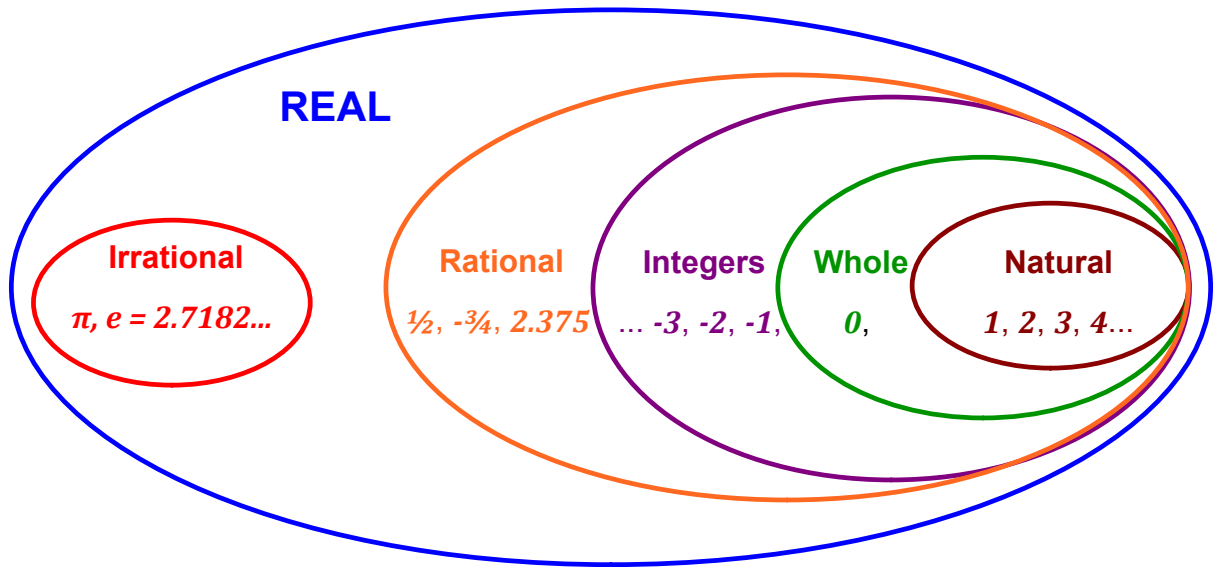 REAL
Irrational
π, e = 2.7182...
Rational
½, -¾, 2.375
Integers
... -3, -2, -1,
Whole
0,
Natural
1, 2, 3, 4...